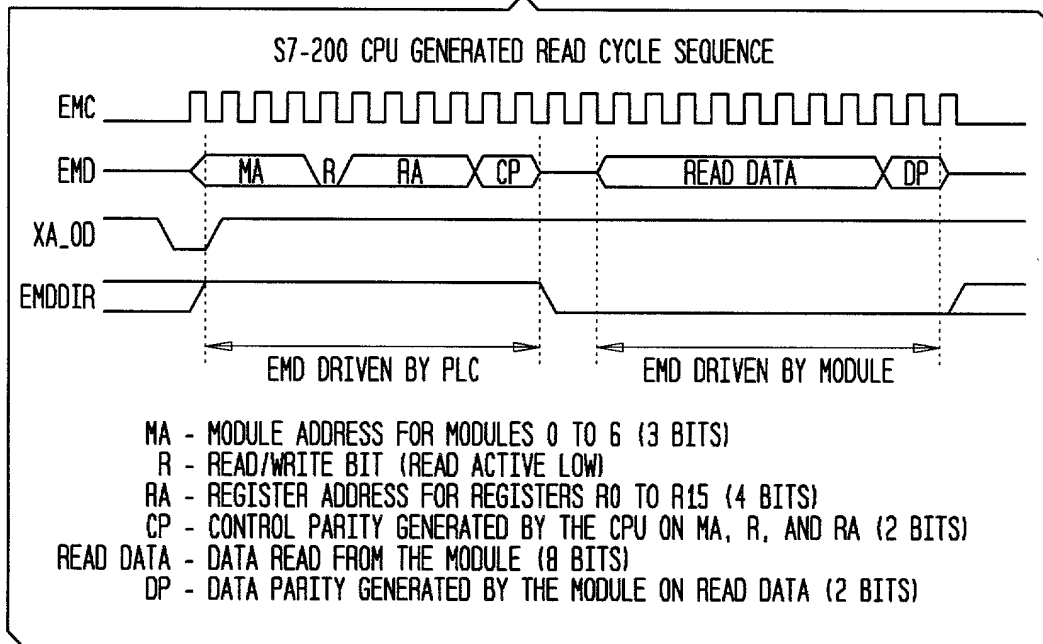 S7-200 CPU GENERATED READ CYCLE SEQUENCE
EMC
EMD MA R RA CP READ DATA DP
XA_OD
EMDDIR
EMD DRIVEN BY PLC EMD DRIVEN BY MODULE
MA - MODULE ADDRESS FOR MODULES 0 TO 6 (3 BITS)
R - READ/WRITE BIT (READ ACTIVE LOW)
RA - REGISTER ADDRESS FOR REGISTERS R0 TO R15 (4 BITS)
CP - CONTROL PARITY GENERATED BY THE CPU ON MA, R, AND RA (2 BITS)
READ DATA - DATA READ FROM THE MODULE (8 BITS)
DP - DATA PARITY GENERATED BY THE MODULE ON READ DATA (2 BITS)